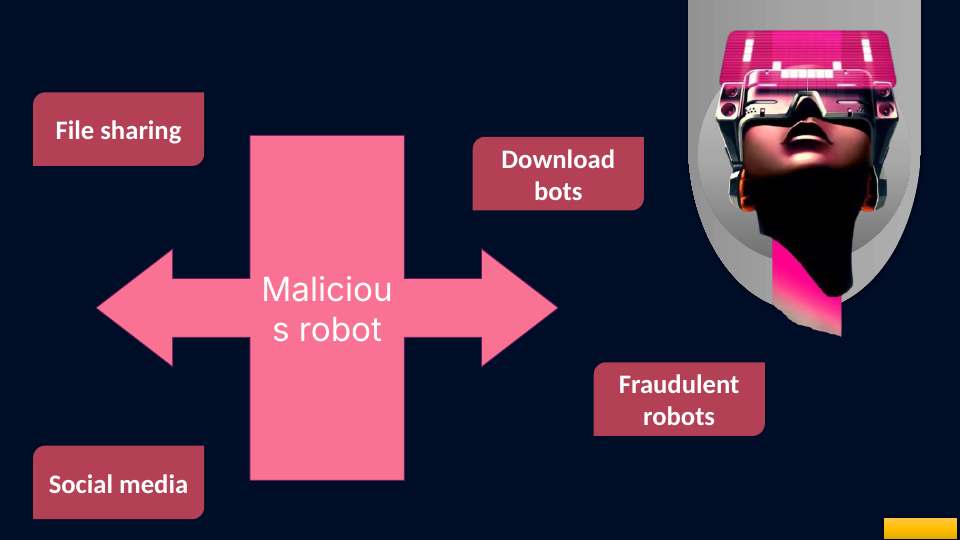 File sharing
Download
bots
Maliciou
s robot
Fraudulent
robots
Social media